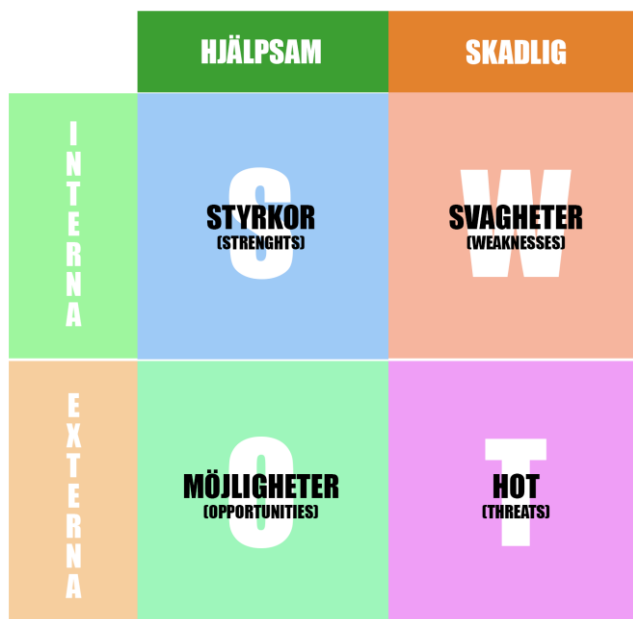 HJÄLPSAM
SKADLIG
INTERNA
S
STYRKOR
(STRENGHTS)
W
SVAGHETER
(WEAKNESSES)
EXTERNA
O
MÖJLIGHETER
(OPPORTUNITIES)
T
HOT
(THREATS)